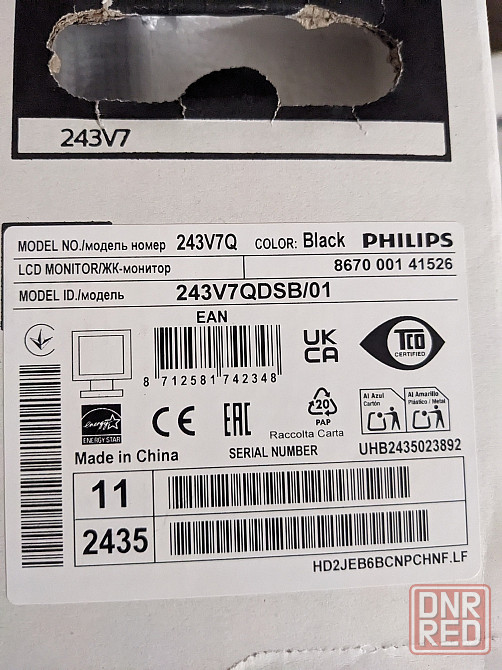 243V7
MODEL NO./модель номер 243V7Q COLOR: Black PHILIPS
LCD MONITOR/ЖК-монитор 8670 001 41526
MODEL ID./модель 243V7QDSB/01
EAN
8 712581 742348
UK CA
TCO CERTIFIED
energy
ENERGY STAR
CE
EAC
20
PAP
Raccolta Carta
Al Azul
Cartón
Al Amarillo
Plástico / Metal
Made in China SERIAL NUMBER UHB2435023892
11
2435
HD2JEB6BCNPCHNF.LF
DNR
RED